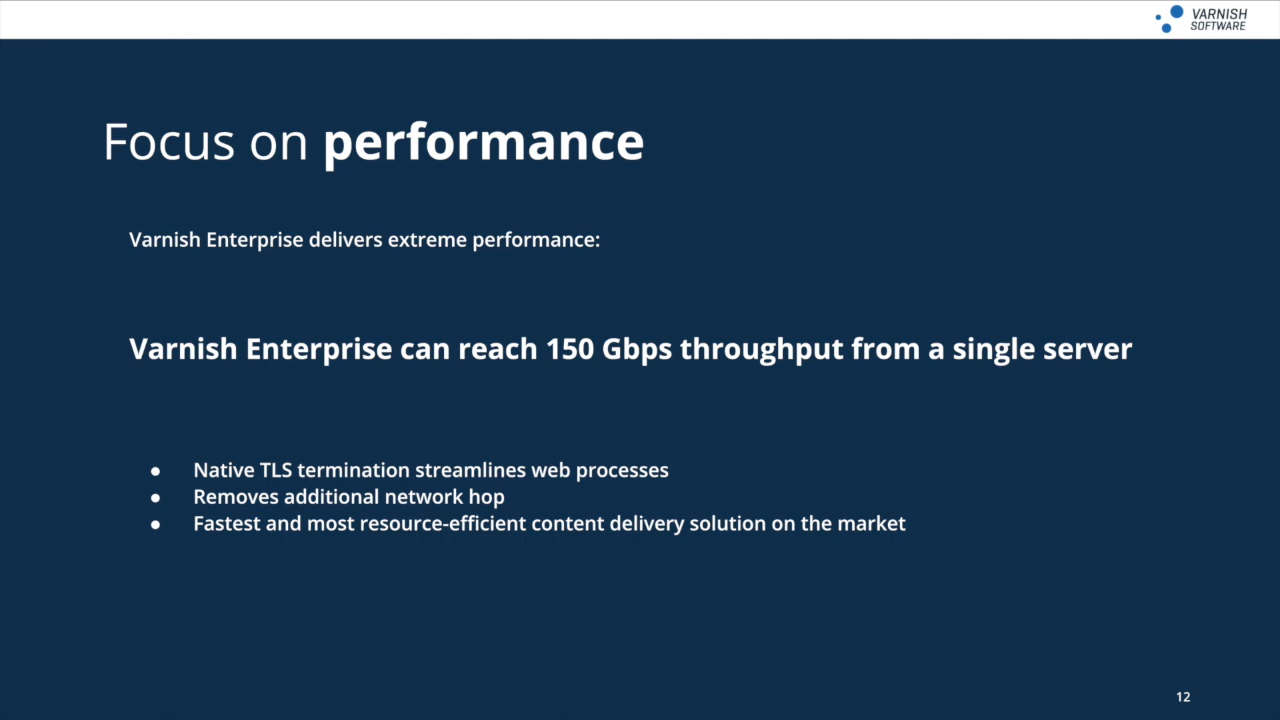 VARNISH
SOFTWARE
Focus on performance
Varnish Enterprise delivers extreme performance:
Varnish Enterprise can reach 150 Gbps throughput from a single server
● Native TLS termination streamlines web processes
● Removes additional network hop
● Fastest and most resource-efficient content delivery solution on the market
12